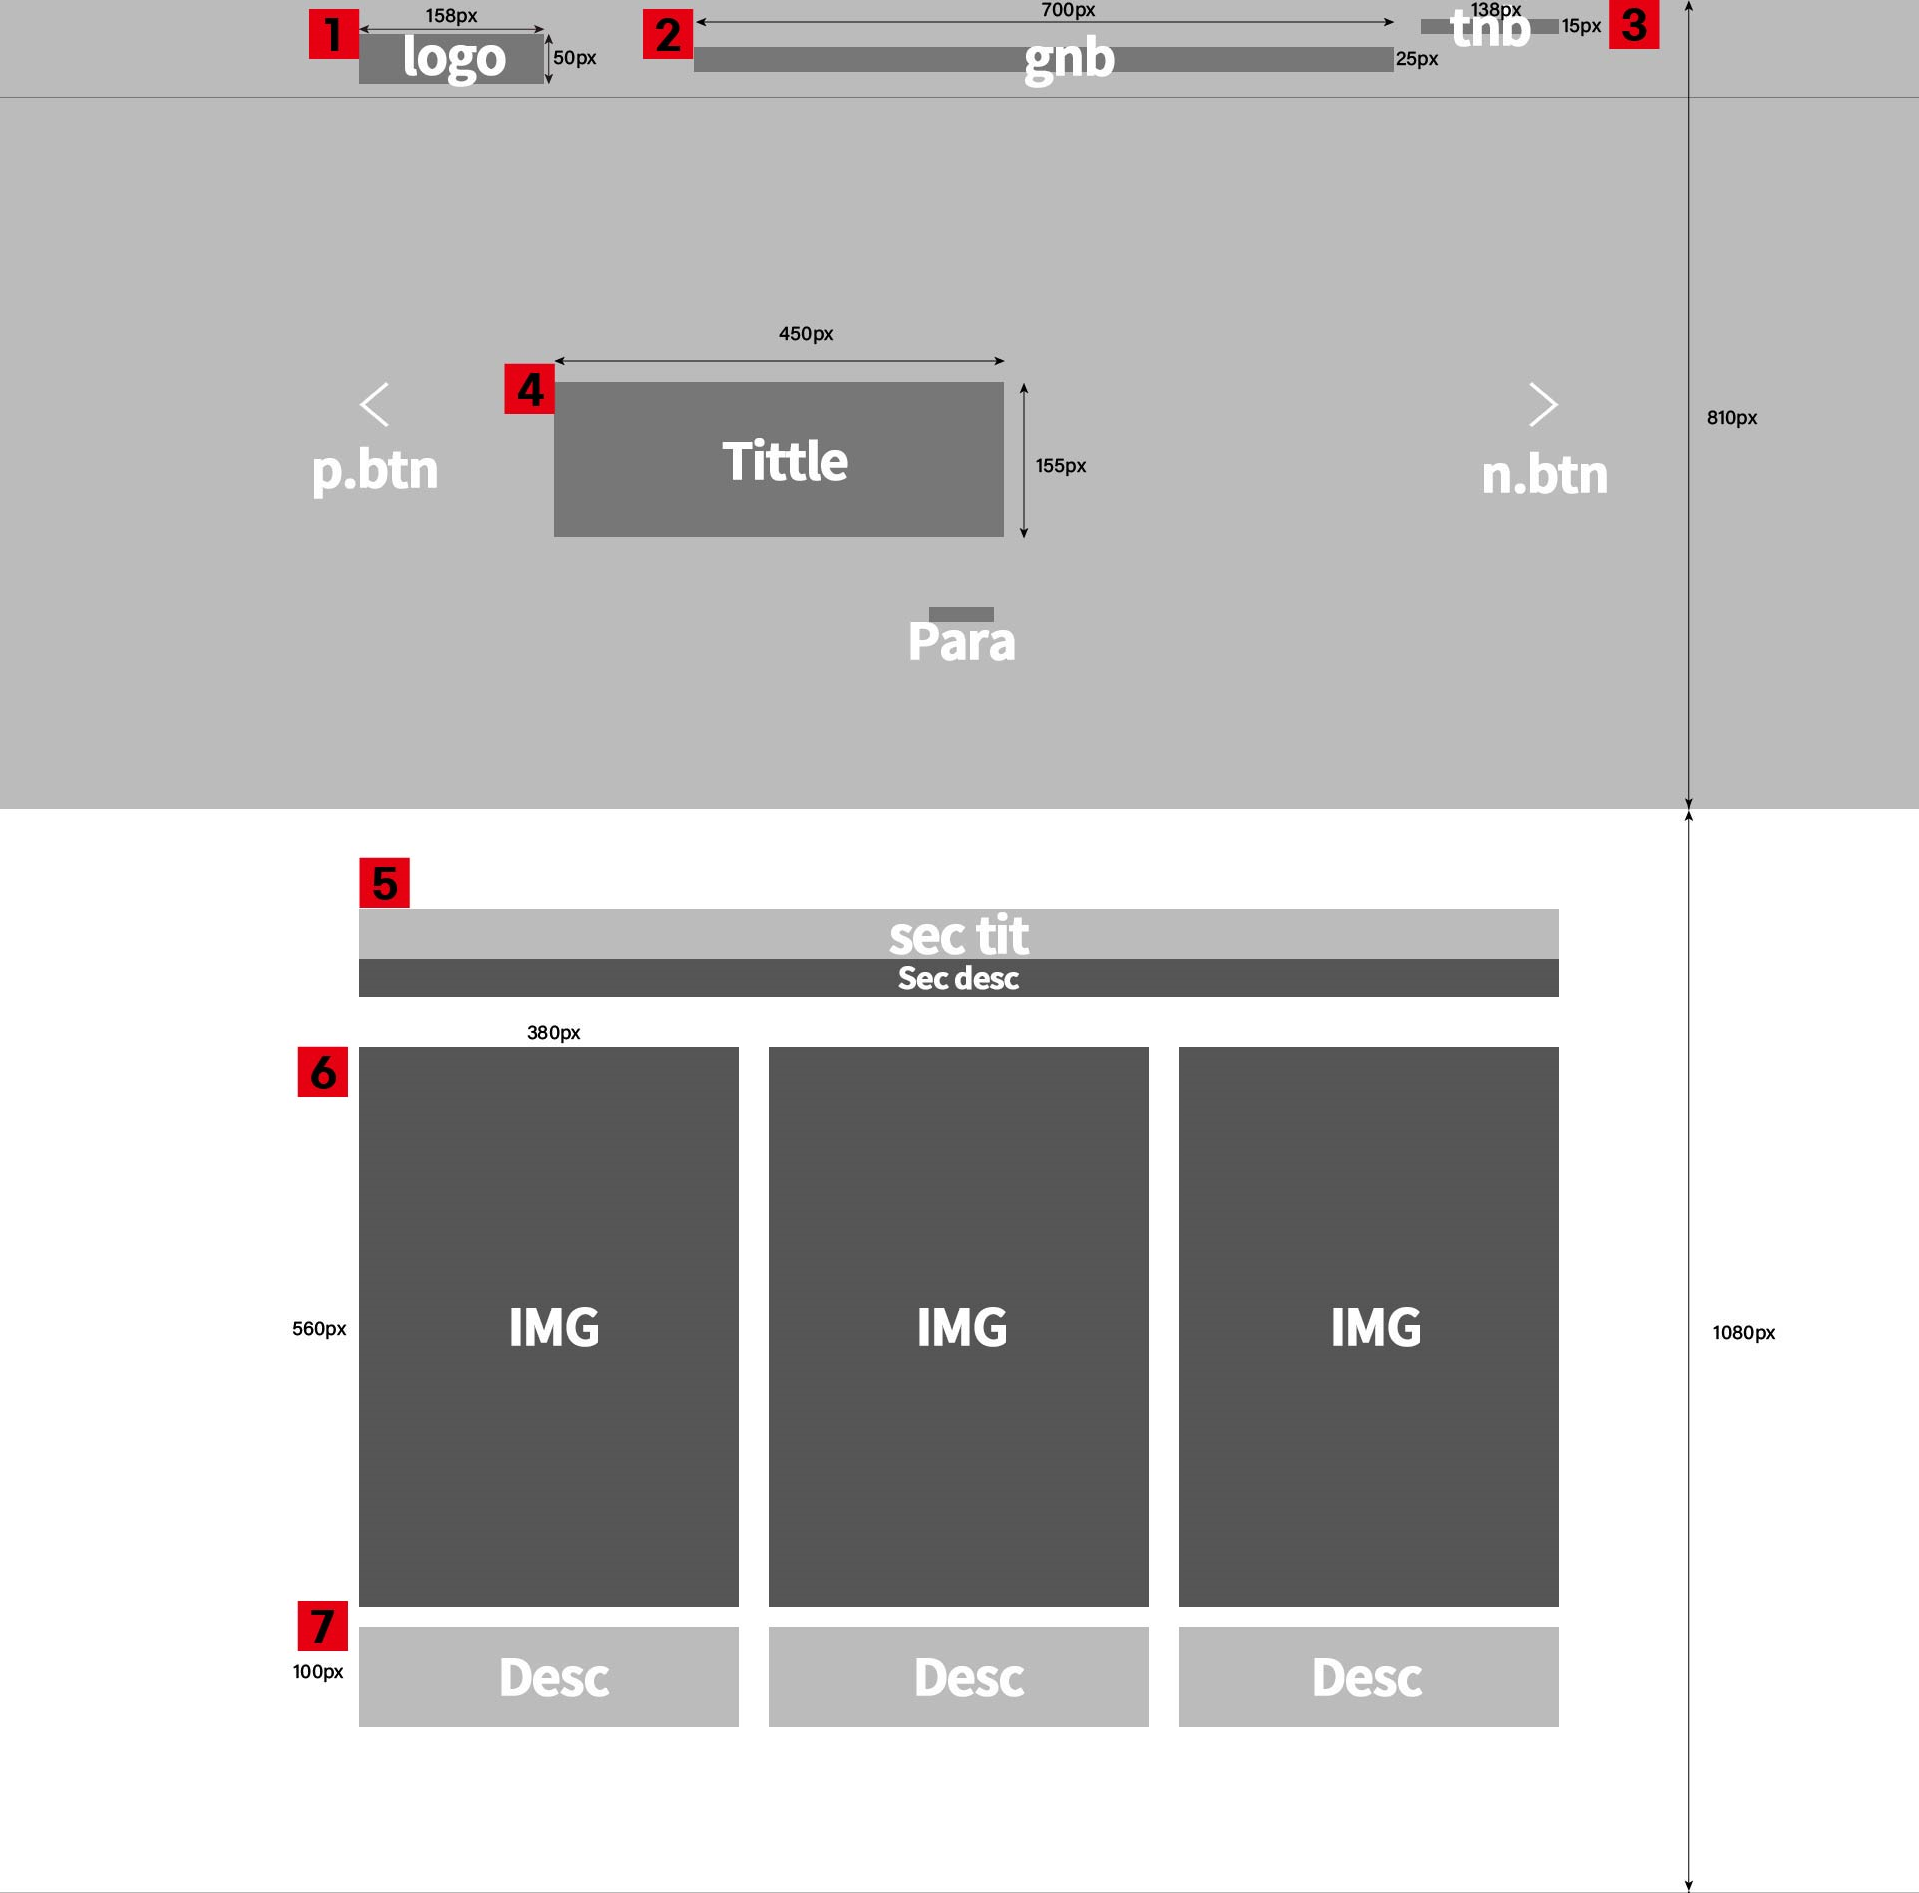 1
158px
logo
50px
2
700px
gnb
25px
138px
tnb
15px
3
450px
4
Tittle
155px
p.btn
n.btn
810px
Para
5
sec tit
Sec desc
380px
6
IMG
IMG
IMG
560px
1080px
7
100px
Desc
Desc
Desc